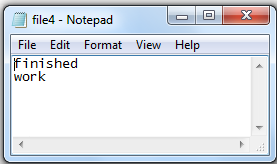 file4 - Notepad
File Edit Format View Help
finished
work